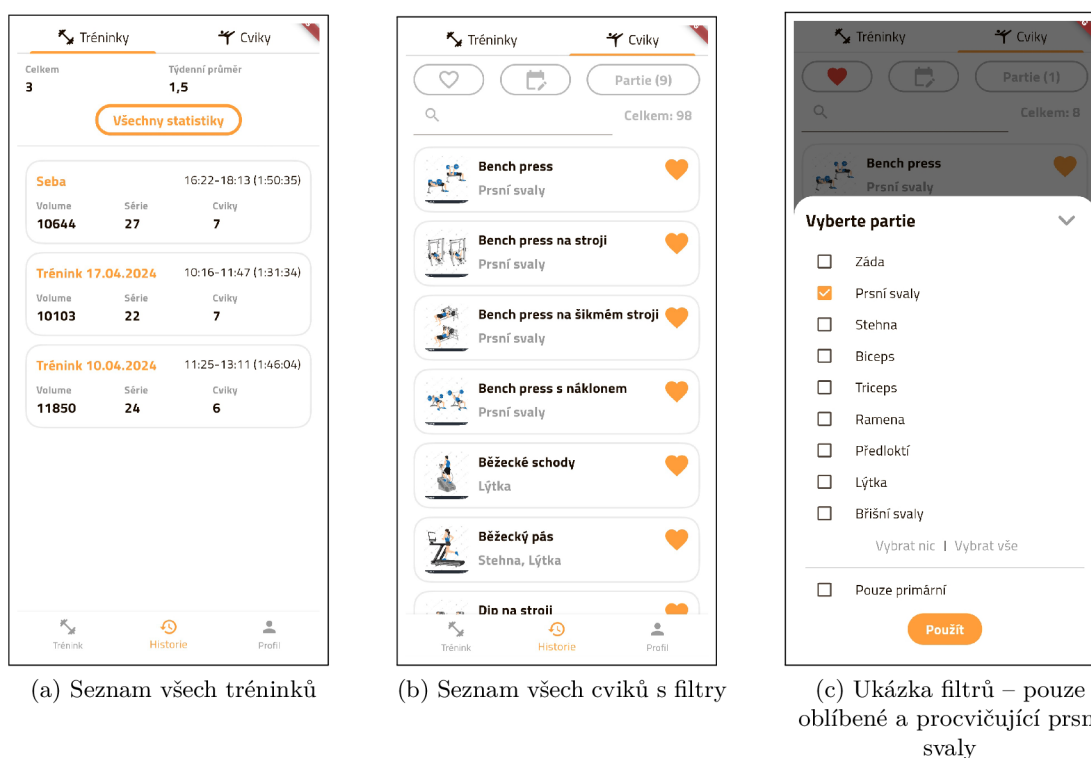 Tréninky
Cviky
Celkem
Týdenní průměr
3
1,5
Všechny statistiky
Seba
16:22-18:13 (1:50:35)
Volume
Série
Cviky
10644
27
7
Trénink 17.04.2024
10:16-11:47 (1:31:34)
Volume
Série
Cviky
10103
22
7
Trénink 10.04.2024
11:25-13:11 (1:46:04)
Volume
Série
Cviky
11850
24
6
Trénink
Historie
Profil
(a) Seznam všech tréninků
Tréninky
Cviky
Partie (9)
Celkem: 98
Bench press
Prsní svaly
Bench press na stroji
Prsní svaly
Bench press na šikmém stroji
Prsní svaly
Bench press s náklonem
Prsní svaly
Běžecké schody
Lýtka
Běžecký pás
Stehna, Lýtka
Dip na stroji
Trénink
Historie
Profil
(b) Seznam všech cviků s filtry
Tréninky
Cviky
Partie (1)
Celkem: 8
Bench press
Prsní svaly
Vyberte partie
Záda
Prsní svaly
Stehna
Biceps
Triceps
Ramena
Předloktí
Lýtka
Břišní svaly
Vybrat nic | Vybrat vše
Pouze primární
Použít
(c) Ukázka filtrů – pouze
oblíbené a procvičující prsn
svaly